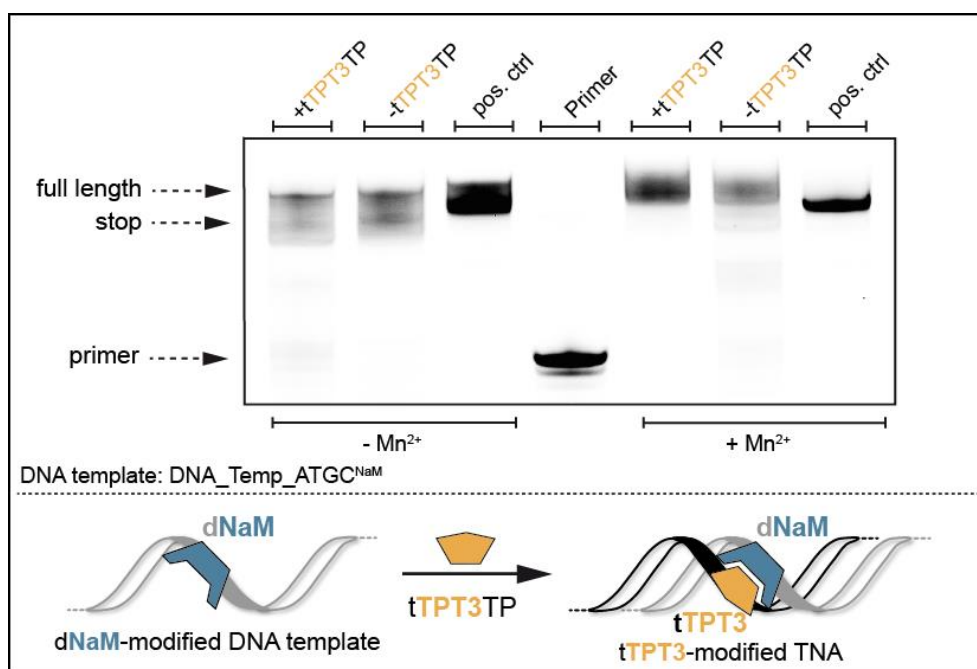 +tTPT3TP -tTPT3TP pos. ctrl Primer +tTPT3TP -tTPT3TP pos. ctrl
full length
stop
primer
- Mn²⁺ + Mn²⁺
DNA template: DNA_Temp_ATGCᴺᵃᴹ
dNaM dNaM
tTPT3TP
tTPT3
dNaM-modified DNA template
tTPT3-modified TNA